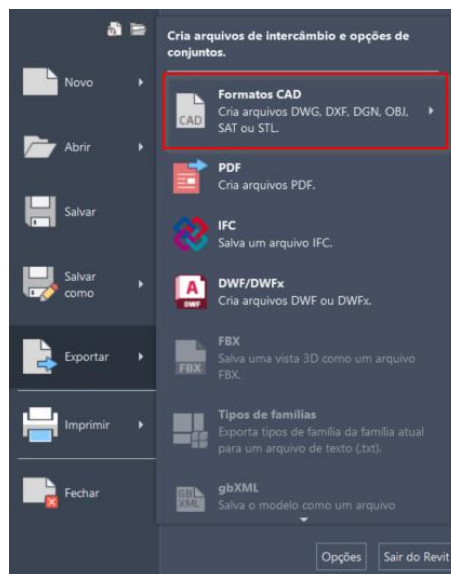 Cria arquivos de intercâmbio e opções de
conjuntos.
Novo
Abrir
Salvar
Salvar
como
Exportar
Imprimir
Fechar
Formatos CAD
Cria arquivos DWG, DXF, DGN, OBJ,
SAT ou STL.
CAD
PDF
Cria arquivos PDF.
IFC
Salva um arquivo IFC.
A
DWF
DWF/DWFx
Cria arquivos DWF ou DWFx.
FBX
FBX
Salva uma vista 3D como um arquivo
FBX.
Tipos de famílias
Exporta tipos de família da família atual
para um arquivo de texto (.txt).
GBL
XML
gbXML
Salva o modelo como um arquivo
Opções
Sair do Revit